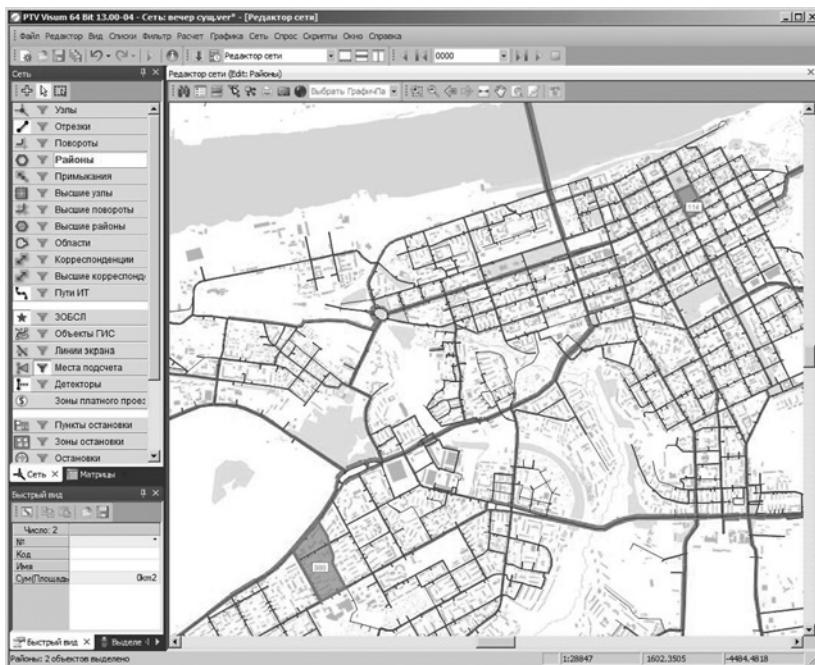 PTV Visum 64 Bit 13.00-04 - Сеть: вечер сущ.ver* - [Редактор сети]
Файл Редактор Вид Списки Фильтр Расчет Графика Сеть Спрос Скрипты Окно Справка
Редактор сети
0000
Сеть
Редактор сети (Edit: Районы)
Выбрать ГрафичПа
Узлы
Отрезки
Повороты
Районы
Примыкания
Высшие узлы
Высшие повороты
Высшие районы
Области
Корреспонденции
Высшие корреспонд
Пути ИТ
ЗОБСЛ
Объекты ГИС
Линии экрана
Места подсчета
Детекторы
Зоны платного проез
Пункты остановки
Зоны остановки
Остановки
Сеть
Матрицы
Быстрый вид
Число: 2
№ *
Код
Имя
Сум(Площадь 0km2
Быстрый вид
Выделе
Районы: 2 объектов выделено
1:28847
1602.3505
-4484.4818